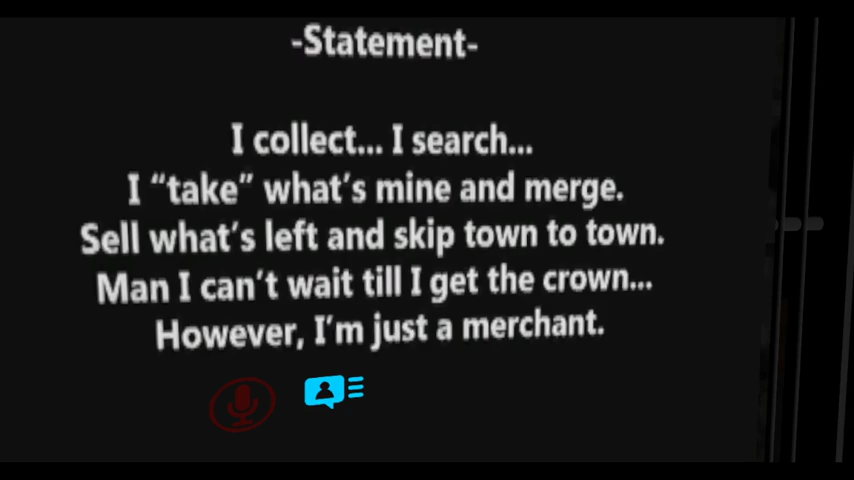 -Statement-
I collect... I search...
I “take” what’s mine and merge.
Sell what’s left and skip town to town.
Man I can’t wait till I get the crown...
However, I’m just a merchant.